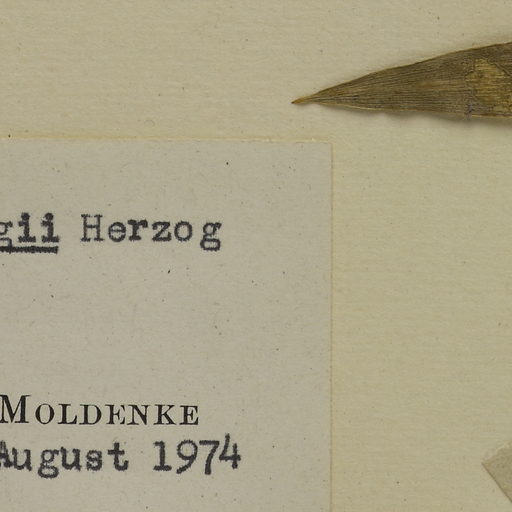 gii Herzog
MOLDENKE
August 1974